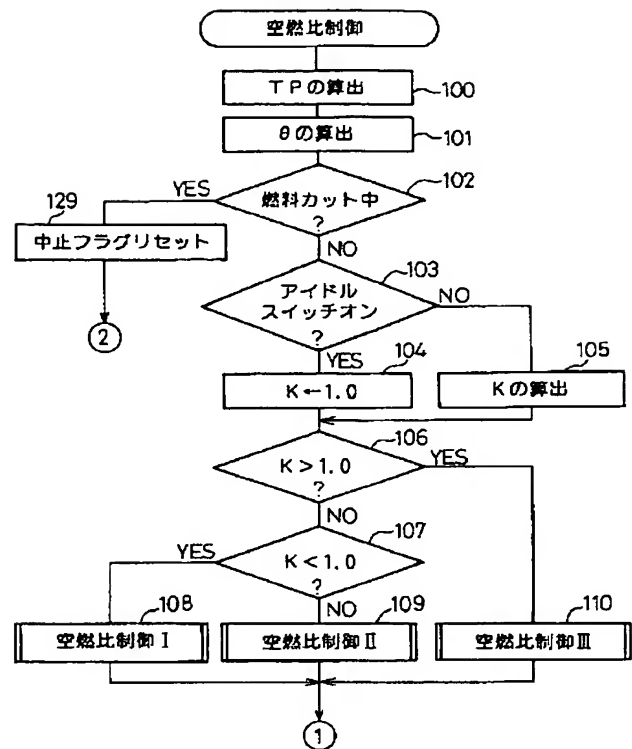 空燃比制御
TPの算出
100
θの算出
101
102
YES
燃料カット中
?
129
中止フラグリセット
NO
103
アイドル
スイッチオン
?
NO
2
YES
104
K←1.0
105
Kの算出
106
K>1.0
?
YES
NO
107
YES
K<1.0
?
108
NO
109
110
空燃比制御Ⅰ
空燃比制御Ⅱ
空燃比制御Ⅲ
1